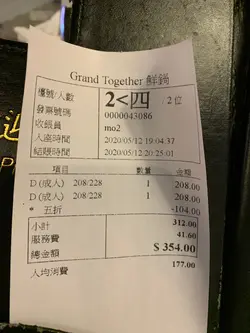 Grand Together 鮮鍋
檯號/人數 2<四 2 位
發票號碼 0000043086
收銀員 mo2
入座時間 2020/05/12 19:04:37
結賬時間 2020/05/12 20:25:01
項目 數量 金額
D (成人) 208/228 1 208.00
D (成人) 208/228 1 208.00
* 五折 -104.00
小計 312.00
服務費 41.60
總金額 $ 354.00
人均消費 177.00